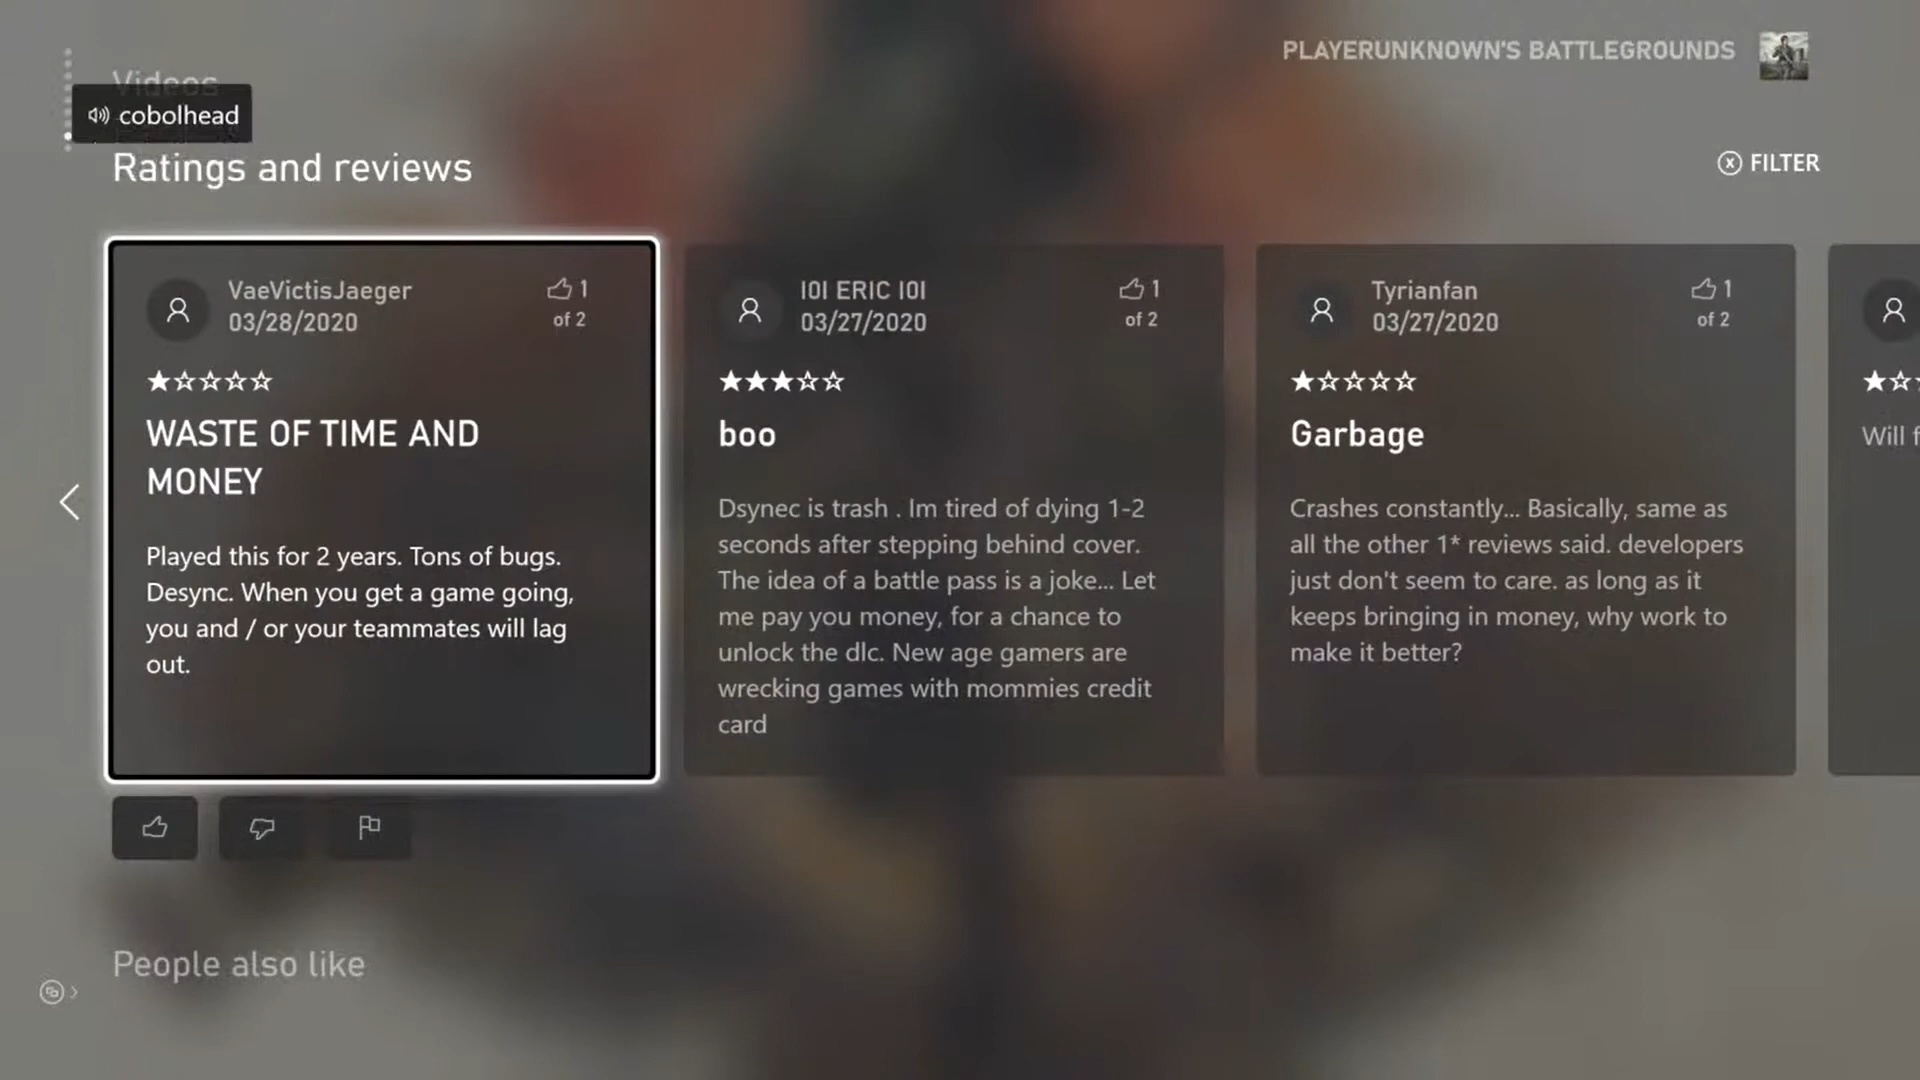 PLAYERUNKNOWN'S BATTLEGROUNDS
Videos
cobolhead
Ratings and reviews
FILTER
VaeVictisJaeger
03/28/2020
1
of 2
WASTE OF TIME AND
MONEY
Played this for 2 years. Tons of bugs.
Desync. When you get a game going,
you and / or your teammates will lag
out.
IOI ERIC IOI
03/27/2020
1
of 2
boo
Dsynec is trash . Im tired of dying 1-2
seconds after stepping behind cover.
The idea of a battle pass is a joke... Let
me pay you money, for a chance to
unlock the dlc. New age gamers are
wrecking games with mommies credit
card
Tyrianfan
03/27/2020
1
of 2
Garbage
Crashes constantly... Basically, same as
all the other 1* reviews said. developers
just don't seem to care. as long as it
keeps bringing in money, why work to
make it better?
Will
People also like